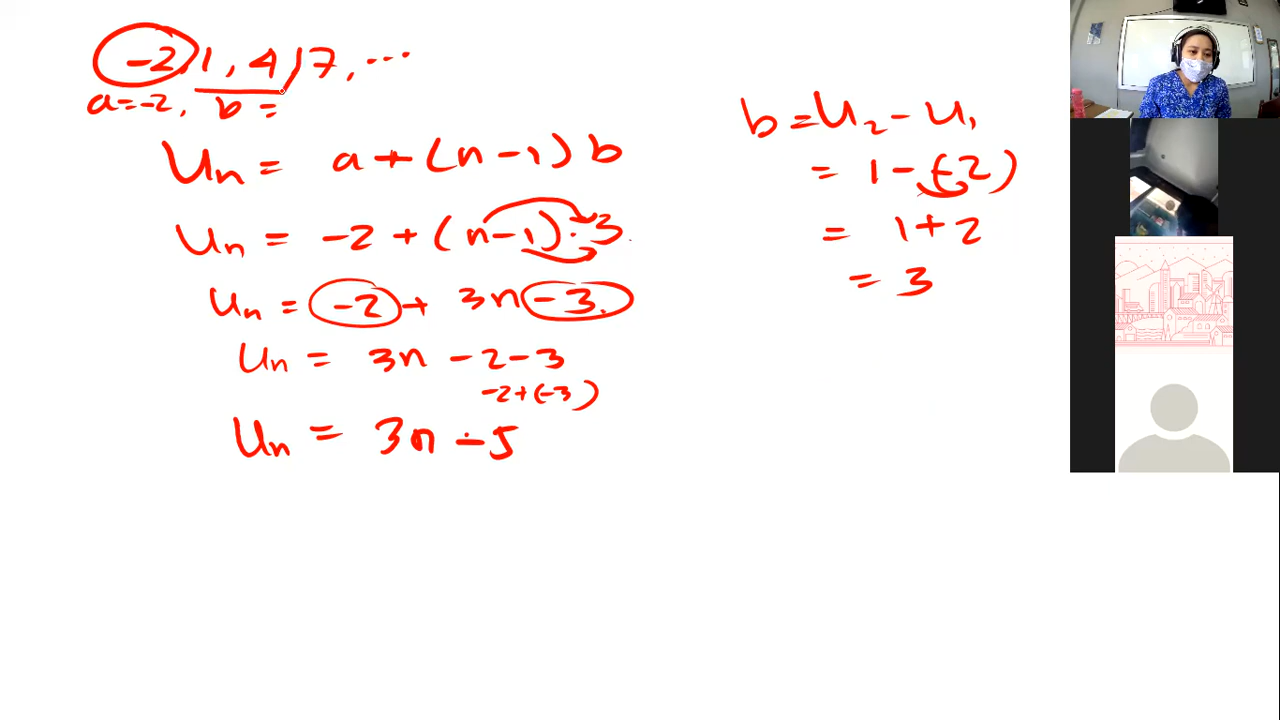 -2, 1, 4, 7, ...
a = -2, b =
Un = a + (n - 1) b
Un = -2 + (n - 1) · 3
Un = -2 + 3n - 3
Un = 3n - 2 - 3
-2 + (-3)
Un = 3n - 5
b = U2 - U1
= 1 - (-2)
= 1 + 2
= 3